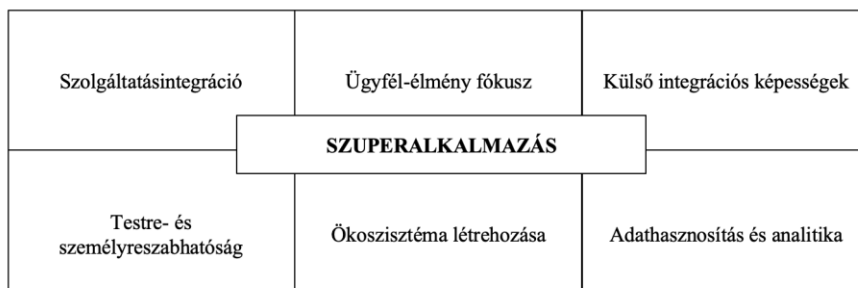 Szolgáltatásintegráció
Ügyfél-élmény fókusz
Külső integrációs képességek
SZUPERALKALMAZÁS
Testre- és
személyreszabhatóság
Ökoszisztéma létrehozása
Adathasznosítás és analitika